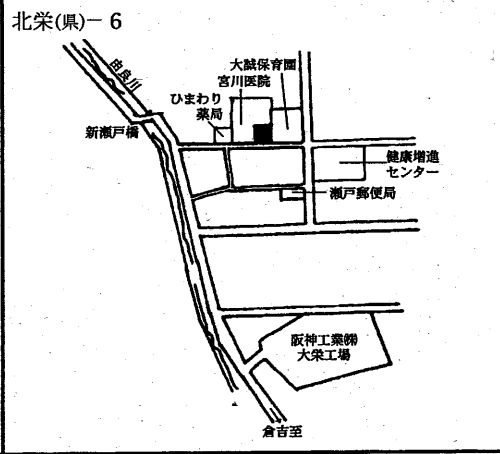 北栄(県)－6
由良川
大誠保育園
宮川医院
ひまわり
薬局
新瀬戸橋
健康増進
センター
瀬戸郵便局
阪神工業㈱
大栄工場
倉吉至